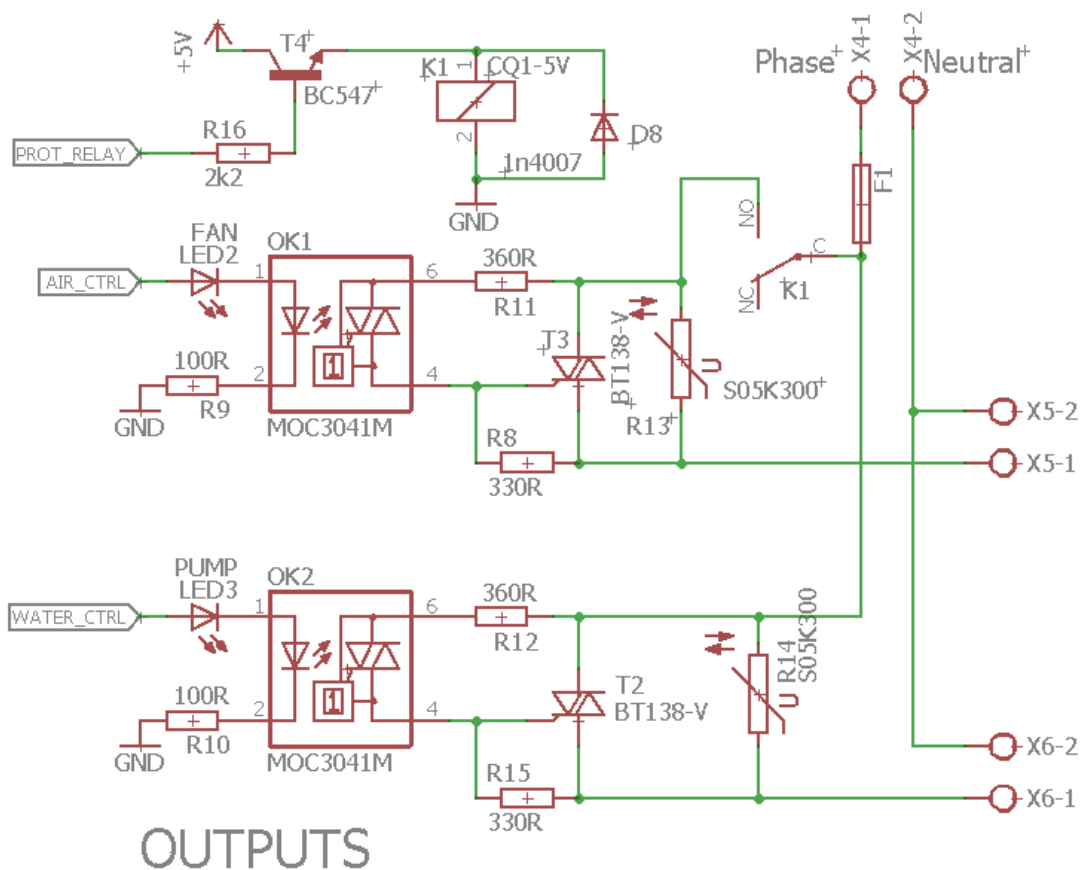 +5V
T4
BC547
K1
CQ1-5V
1
2
D8
1n4007
GND
PROT_RELAY
R16
2k2
Phase
X4-1
X4-2
Neutral
F1
NO
C
NC
K1
FAN
LED2
AIR_CTRL
OK1
1
2
6
4
1
MOC3041M
100R
R9
GND
360R
R11
T3
BT138-V
U
S05K300
R13
R8
330R
X5-2
X5-1
PUMP
LED3
WATER_CTRL
OK2
1
2
6
4
1
MOC3041M
100R
R10
GND
360R
R12
T2
BT138-V
R14
S05K300
U
R15
330R
X6-2
X6-1
OUTPUTS